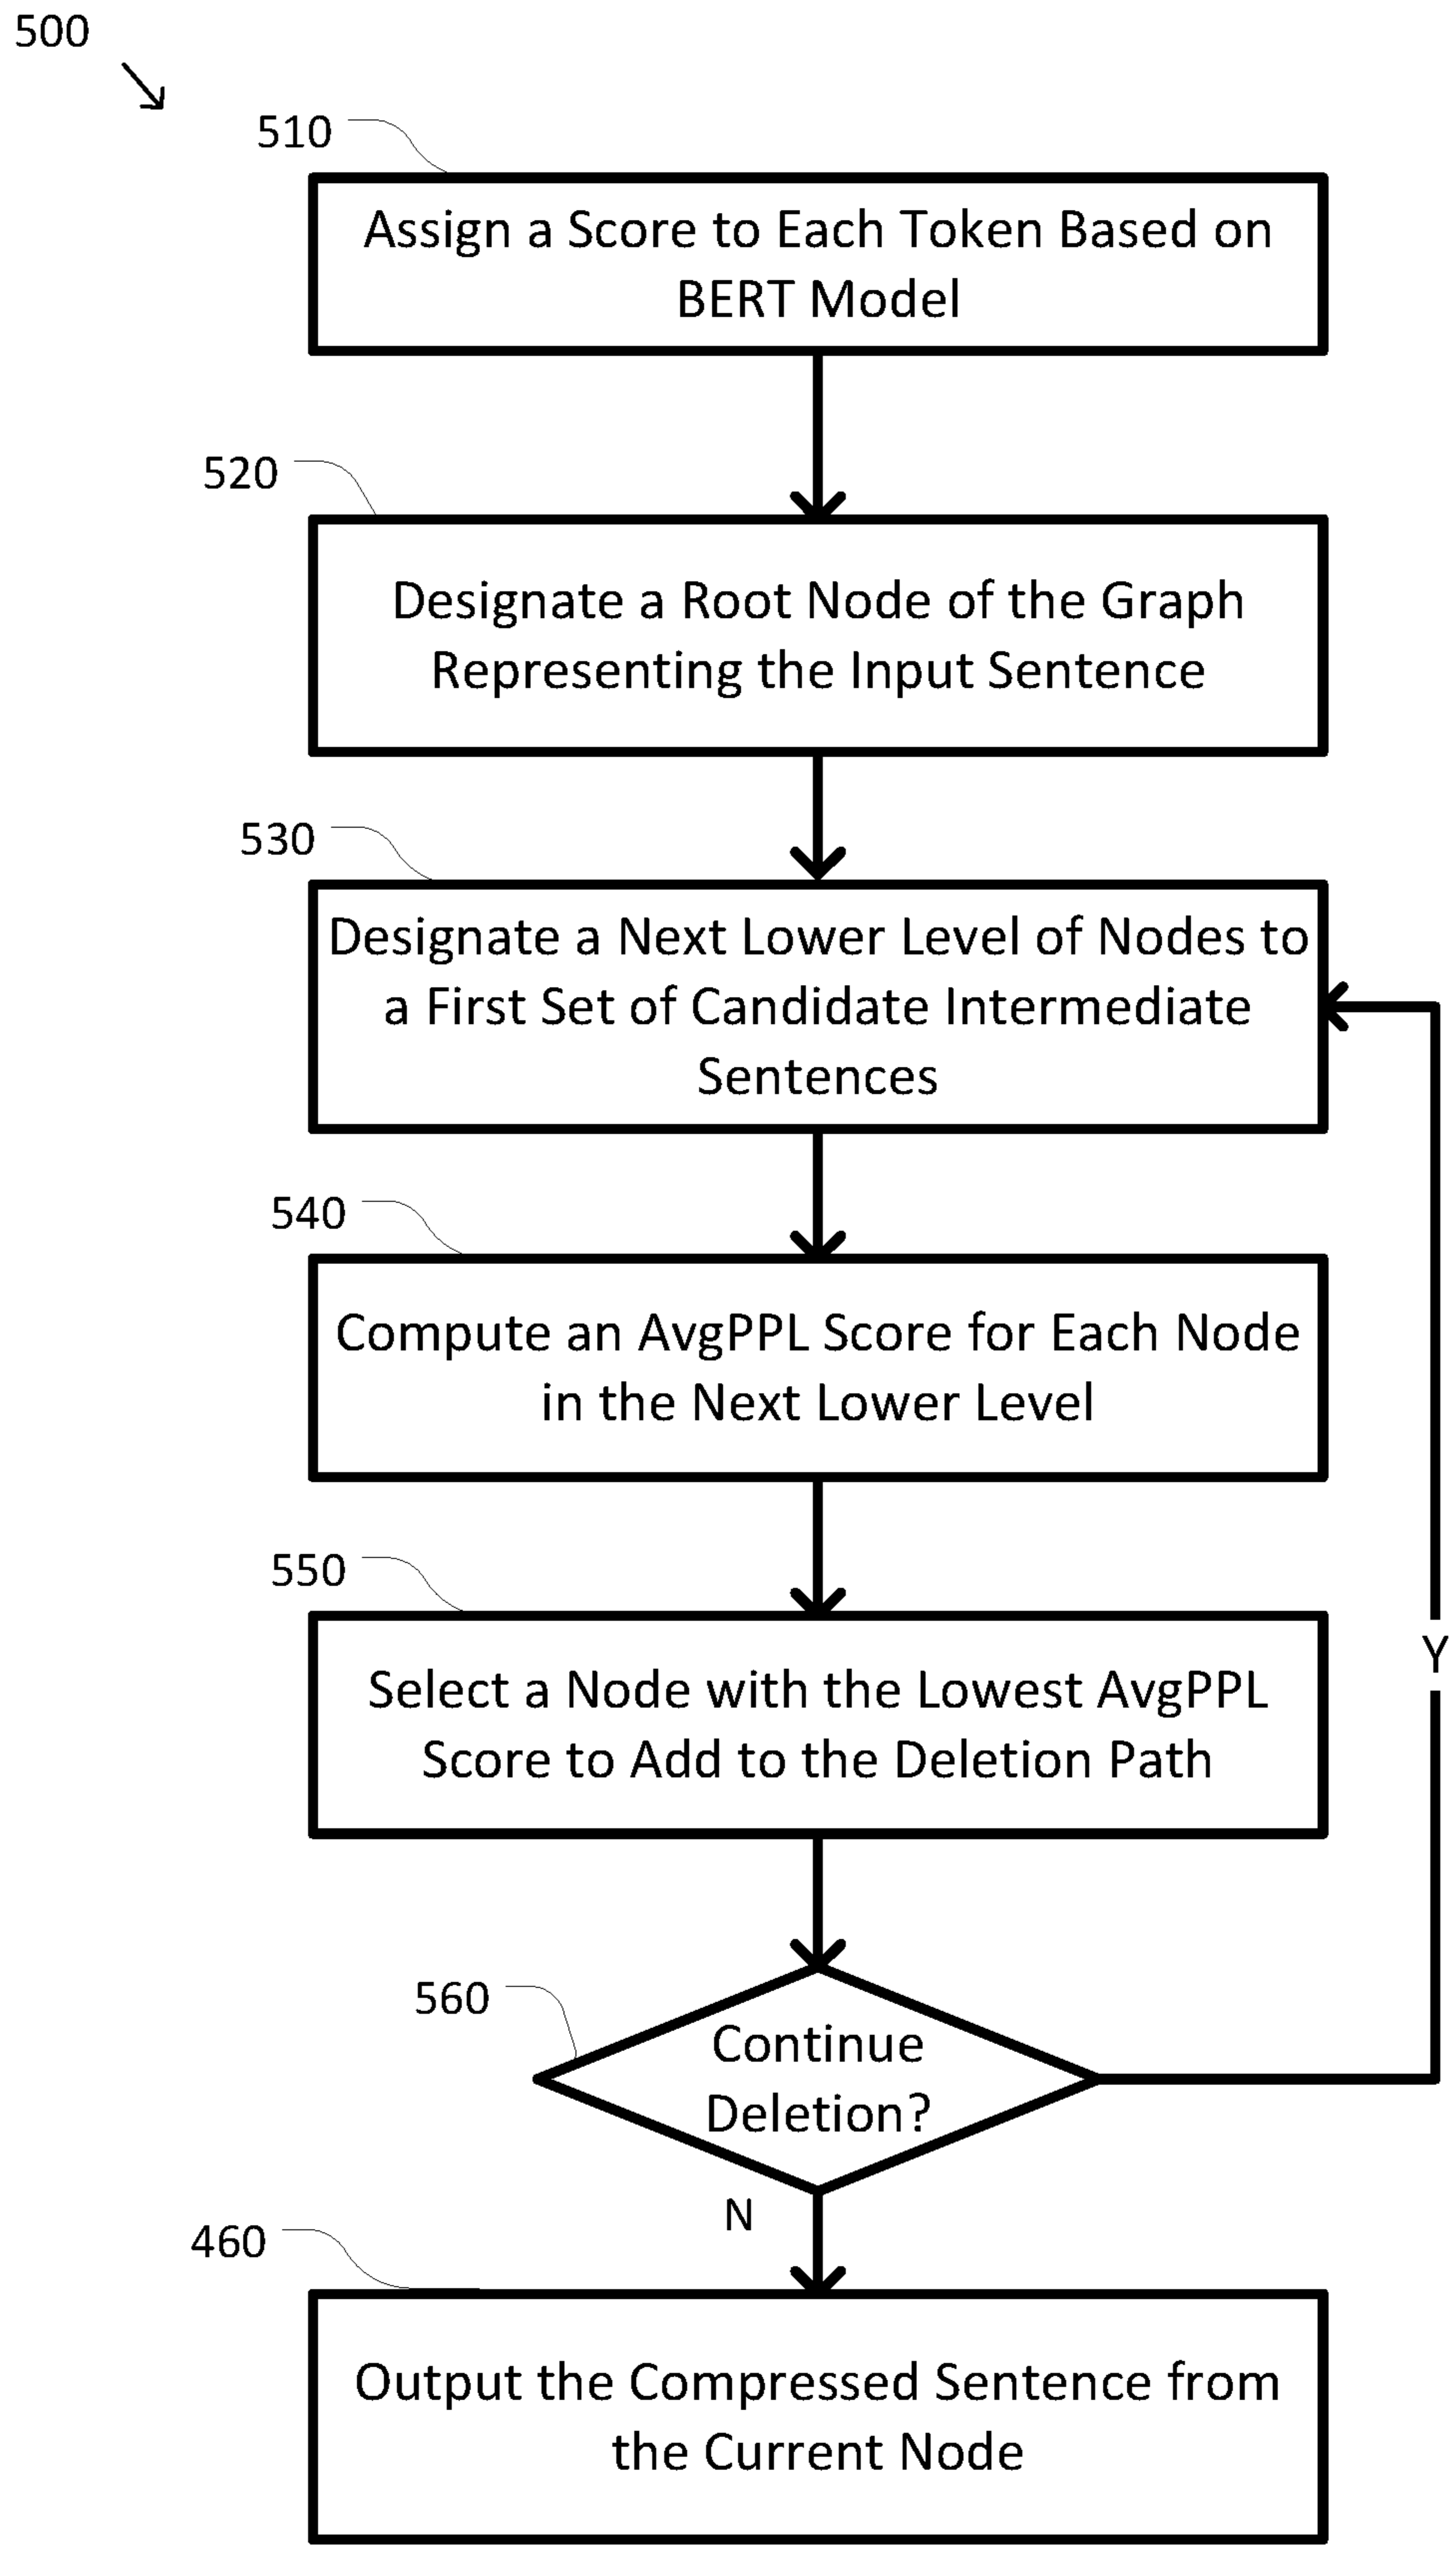 500
510
Assign a Score to Each Token Based on
BERT Model
520
Designate a Root Node of the Graph
Representing the Input Sentence
530
Designate a Next Lower Level of Nodes to
a First Set of Candidate Intermediate
Sentences
540
Compute an AvgPPL Score for Each Node
in the Next Lower Level
550
Select a Node with the Lowest AvgPPL
Score to Add to the Deletion Path
Y
560
Continue
Deletion?
N
460
Output the Compressed Sentence from
the Current Node